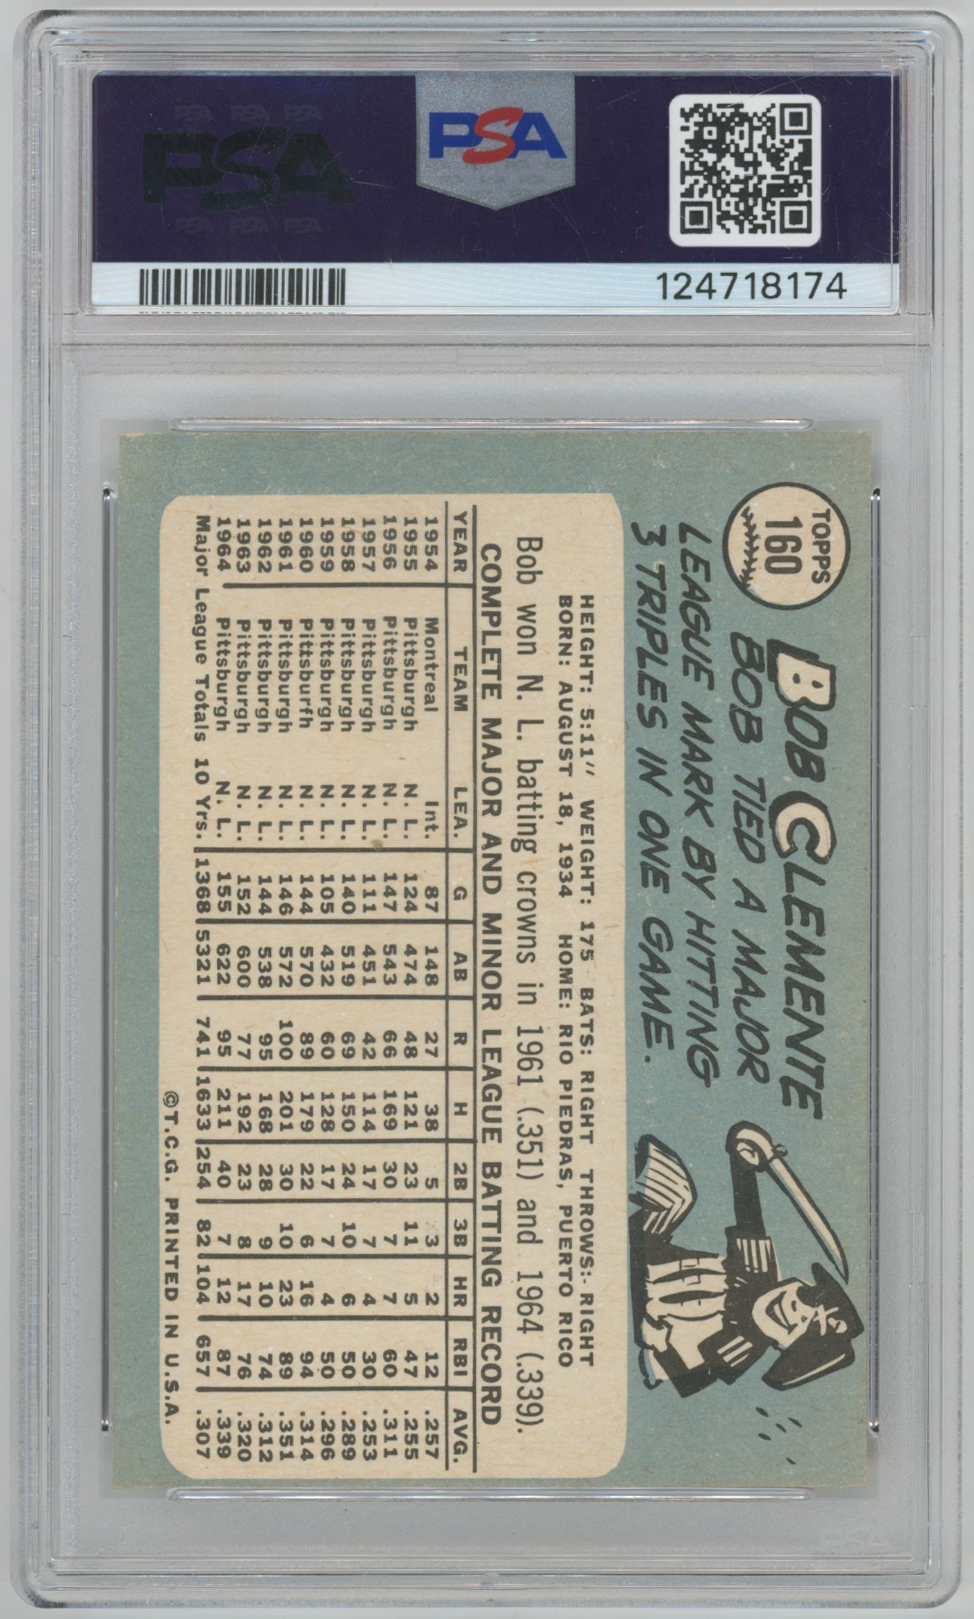 PSA PSA PSA
PSA
PSA PSA PSA
PSA
124718174
TOPPS
160
BOB CLEMENTE
BOB TIED A MAJOR
LEAGUE MARK BY HITTING
3 TRIPLES IN ONE GAME.
HEIGHT: 5:11" WEIGHT: 175 BATS: RIGHT THROWS: RIGHT
BORN: AUGUST 18, 1934 HOME: RIO PIEDRAS, PUERTO RICO
Bob won N. L. batting crowns in 1961 (.351) and 1964 (.339).
COMPLETE MAJOR AND MINOR LEAGUE BATTING RECORD
YEAR TEAM LEA. G AB R H 2B 3B HR RBI AVG.
1954 Montreal Int. 87 148 27 38 5 3 2 12 .257
1955 Pittsburgh N. L. 124 474 48 121 23 11 5 47 .255
1956 Pittsburgh N. L. 147 543 66 169 30 7 7 60 .311
1957 Pittsburgh N. L. 111 451 42 114 17 7 4 30 .253
1958 Pittsburgh N. L. 140 519 69 150 24 10 6 50 .289
1959 Pittsburgh N. L. 105 432 60 128 17 7 4 50 .296
1960 Pittsburfh N. L. 144 570 89 179 22 6 16 94 .314
1961 Pittsburgh N. L. 146 572 100 201 30 10 23 89 .351
1962 Pittsburgh N. L. 144 538 95 168 28 9 10 74 .312
1963 Pittsburgh N. L. 152 600 77 192 23 8 17 76 .320
1964 Pittsburgh N. L. 155 622 95 211 40 7 12 87 .339
Major League Totals 10 Yrs. 1368 5321 741 1633 254 82 104 657 .307
©T.C.G. PRINTED IN U.S.A.
PSA